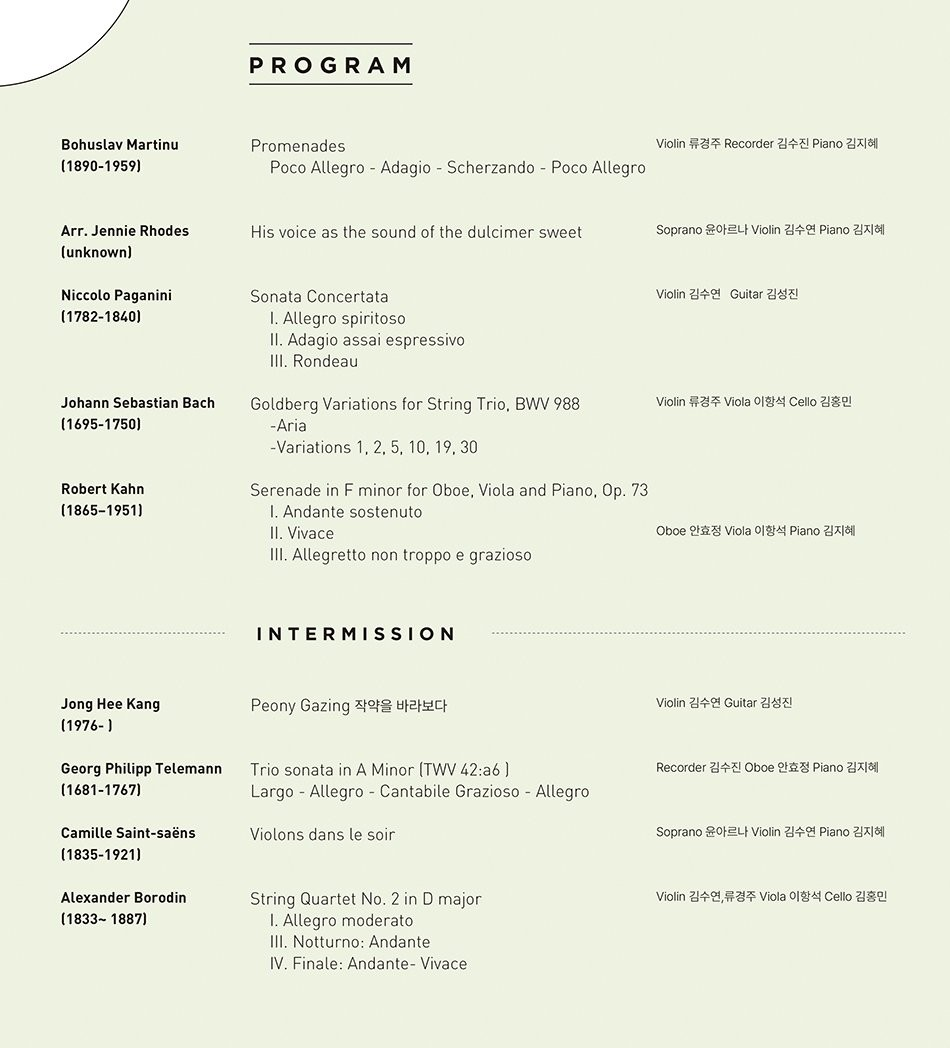 PROGRAM
Bohuslav Martinu
(1890-1959)
Promenades
Poco Allegro - Adagio - Scherzando - Poco Allegro
Violin 류경주 Recorder 김수진 Piano 김지혜
Arr. Jennie Rhodes
(unknown)
His voice as the sound of the dulcimer sweet
Soprano 윤아르나 Violin 김수연 Piano 김지혜
Niccolo Paganini
(1782-1840)
Sonata Concertata
I. Allegro spiritoso
II. Adagio assai espressivo
III. Rondeau
Violin 김수연 Guitar 김성진
Johann Sebastian Bach
(1695-1750)
Goldberg Variations for String Trio, BWV 988
-Aria
-Variations 1, 2, 5, 10, 19, 30
Violin 류경주 Viola 이항석 Cello 김홍민
Robert Kahn
(1865–1951)
Serenade in F minor for Oboe, Viola and Piano, Op. 73
I. Andante sostenuto
II. Vivace
III. Allegretto non troppo e grazioso
Oboe 안효정 Viola 이항석 Piano 김지혜
INTERMISSION
Jong Hee Kang
(1976- )
Peony Gazing 작약을 바라보다
Violin 김수연 Guitar 김성진
Georg Philipp Telemann
(1681-1767)
Trio sonata in A Minor (TWV 42:a6 )
Largo - Allegro - Cantabile Grazioso - Allegro
Recorder 김수진 Oboe 안효정 Piano 김지혜
Camille Saint-saëns
(1835-1921)
Violons dans le soir
Soprano 윤아르나 Violin 김수연 Piano 김지혜
Alexander Borodin
(1833~ 1887)
String Quartet No. 2 in D major
I. Allegro moderato
III. Notturno: Andante
IV. Finale: Andante- Vivace
Violin 김수연,류경주 Viola 이항석 Cello 김홍민